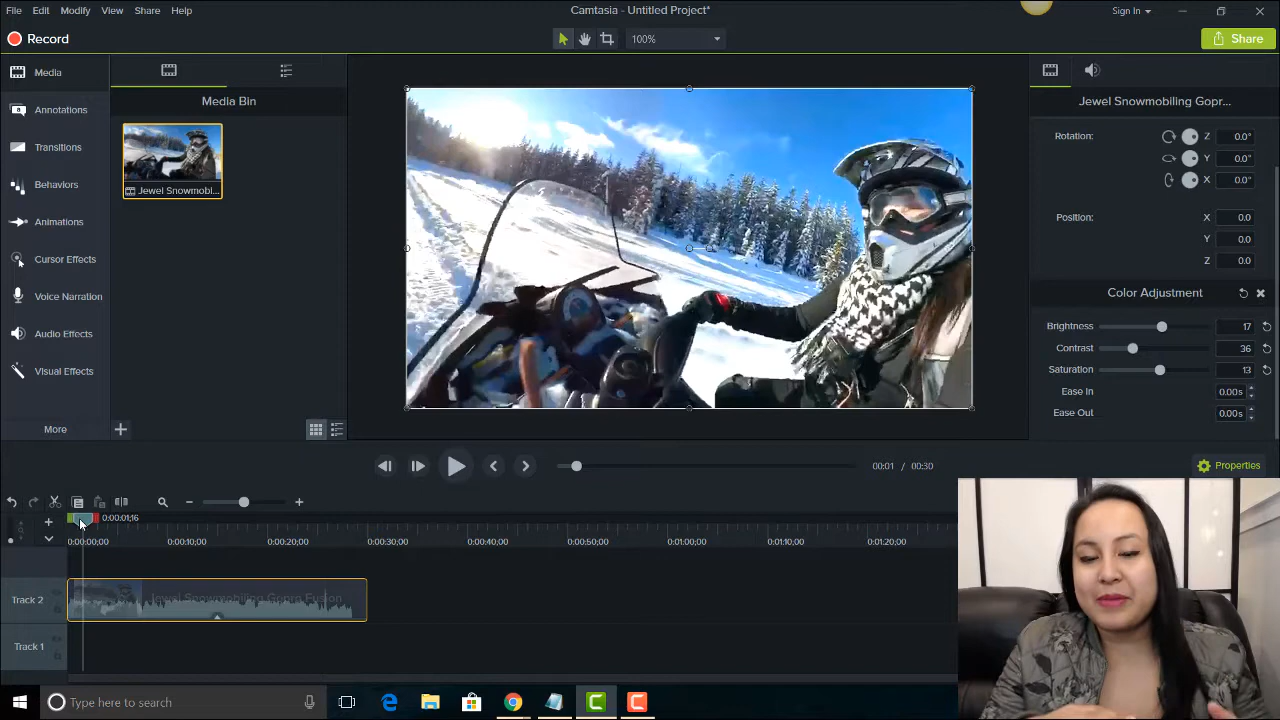 File Edit Modify View Share Help
Camtasia - Untitled Project*
Sign In
Record
100%
Share
Media
Annotations
Transitions
Behaviors
Animations
Cursor Effects
Voice Narration
Audio Effects
Visual Effects
More
Media Bin
Jewel Snowmobl...
Jewel Snowmobiling Gopr...
Rotation: Z 0.0°
Y 0.0°
X 0.0°
Position: X 0.0
Y 0.0
Z 0.0
Color Adjustment
Brightness 17
Contrast 36
Saturation 13
Ease In 0.00s
Ease Out 0.00s
00:01 / 00:30
Properties
0:00:01;16
0:00:00;00 0:00:10;00 0:00:20;00 0:00:30;00 0:00:40;00 0:00:50;00 0:01:00;00 0:01:10;00 0:01:20;00
Track 2
Jewel Snowmobiling Gopro Fusion
Track 1
Type here to search